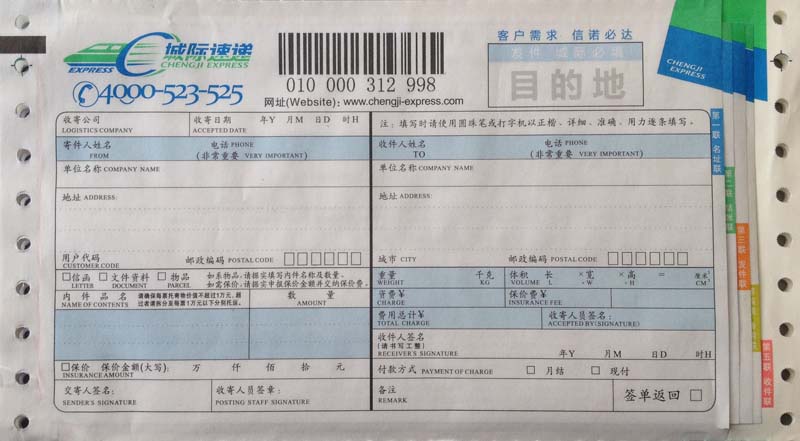 城际速递
EXPRESS CHENGJI EXPRESS
4000-523-525
010 000 312 998
网址(Website): www.chengji-express.com
客户需求 信诺必达
发件 城际必填
目的地
CHENGJI
EXPRESS
收寄公司 收寄日期 年Y 月M 日D 时H
LOGISTICS COMPANY ACCEPTED DATE
注: 填写时请使用圆珠笔或打字机以正楷、详细、准确、用力逐条填写。
寄件人姓名 电话 PHONE
FROM (非常重要 VERY IMPORTANT)
收件人姓名 电话 PHONE
TO (非常重要 VERY IMPORTANT)
单位名称 COMPANY NAME
单位名称 COMPANY NAME
地址 ADDRESS:
地址 ADDRESS:
用户代码 邮政编码 POSTAL CODE
CUSTOMER CODE
城市 CITY 邮政编码 POSTAL CODE
信函 文件资料 物品 如系物品,请据实填写内件名称及数量。
LETTER DOCUMENT PARCEL 如需保价,请据实申报保价金额并交纳保价费。
内件品名 请确保每票托寄物价值不超过1万元,超 数量
NAME OF CONTENTS 过者请拆分至每票1万元以下分别托运。 AMOUNT
保价 保价金额(大写): 万 仟 佰 拾 元
INSURANCE AMOUNT
交寄人签名: 收寄人员签章:
SENDER'S SIGNATURE POSTING STAFF SIGNATURE
重量 千克 体积 长 ×宽 ×高 = 厘米³
WEIGHT KG VOLUME L ×W ×H CM³
资费¥ 保价费¥
CHARGE INSURANCE FEE
费用总计¥ 收寄人员签名:
TOTAL CHARGE ACCEPTED BY(SIGNATURE)
收件人签名
(请书写工整)
RECEIVER'S SIGNATURE 年Y 月M 日D 时H
付款方式 PAYMENT OF CHARGE 月结 现付
备注 签单返回
REMARK
第一联 名址联
第三联 发件联
第五联 收件联